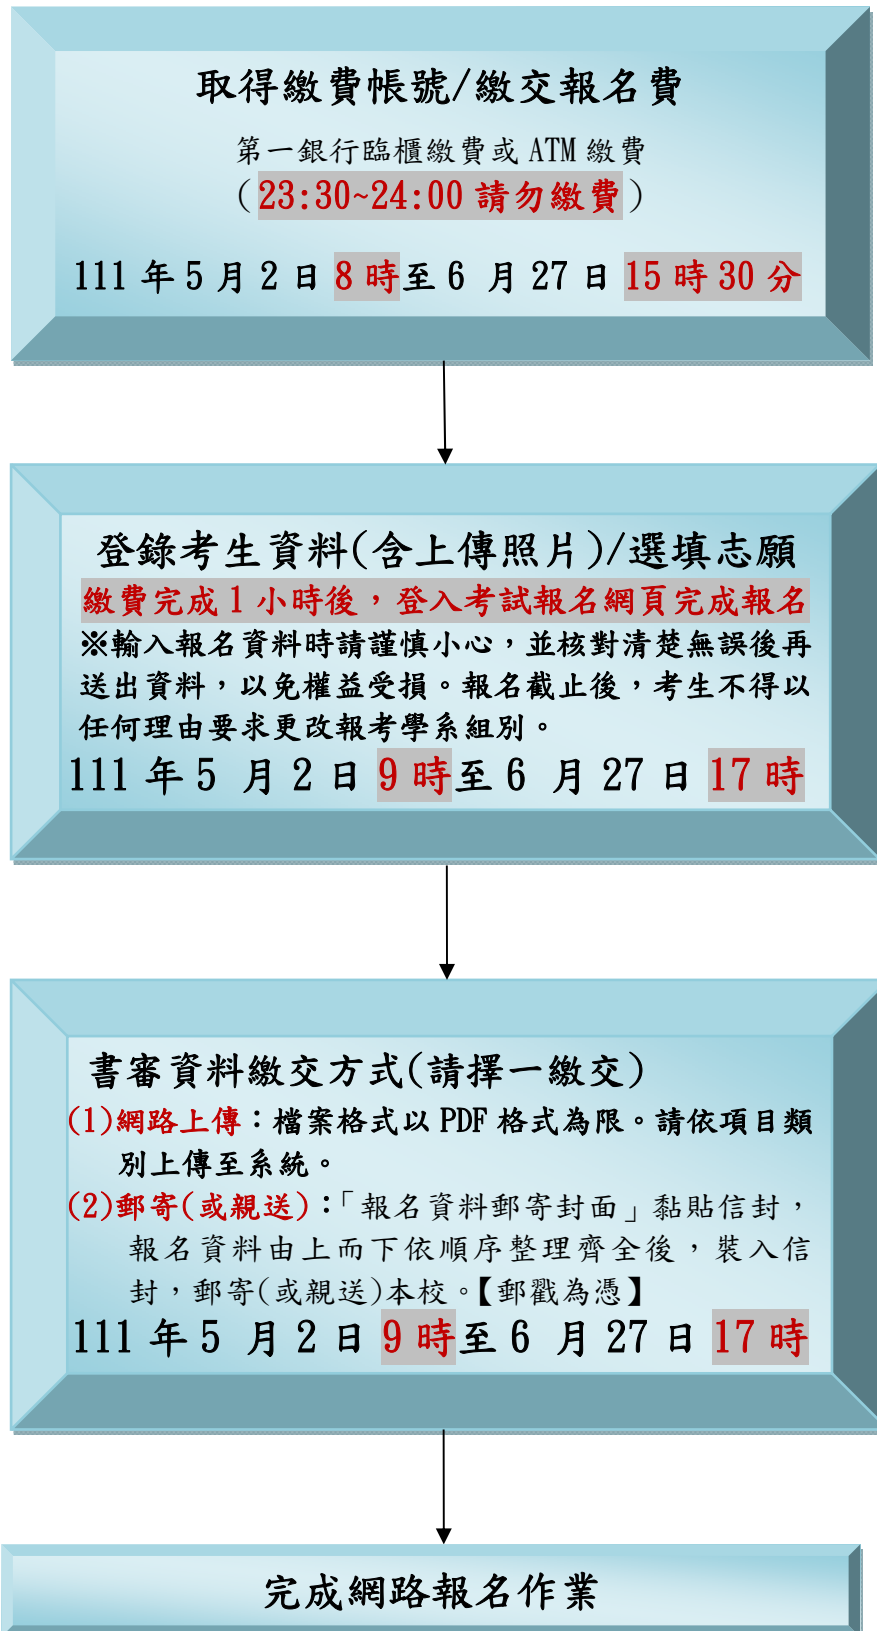 取得繳費帳號/繳交報名費
第一銀行臨櫃繳費或 ATM 繳費
(23:30~24:00 請勿繳費)
111 年 5 月 2 日 8 時至 6 月 27 日 15 時 30 分
登錄考生資料(含上傳照片)/選填志願
繳費完成 1 小時後，登入考試報名網頁完成報名
※輸入報名資料時請謹慎小心，並核對清楚無誤後再
送出資料，以免權益受損。報名截止後，考生不得以
任何理由要求更改報考學系組別。
111 年 5 月 2 日 9 時至 6 月 27 日 17 時
書審資料繳交方式(請擇一繳交)
(1)網路上傳：檔案格式以 PDF 格式為限。請依項目類
別上傳至系統。
(2)郵寄(或親送)：「報名資料郵寄封面」黏貼信封，
報名資料由上而下依順序整理齊全後，裝入信
封，郵寄(或親送)本校。【郵戳為憑】
111 年 5 月 2 日 9 時至 6 月 27 日 17 時
完成網路報名作業